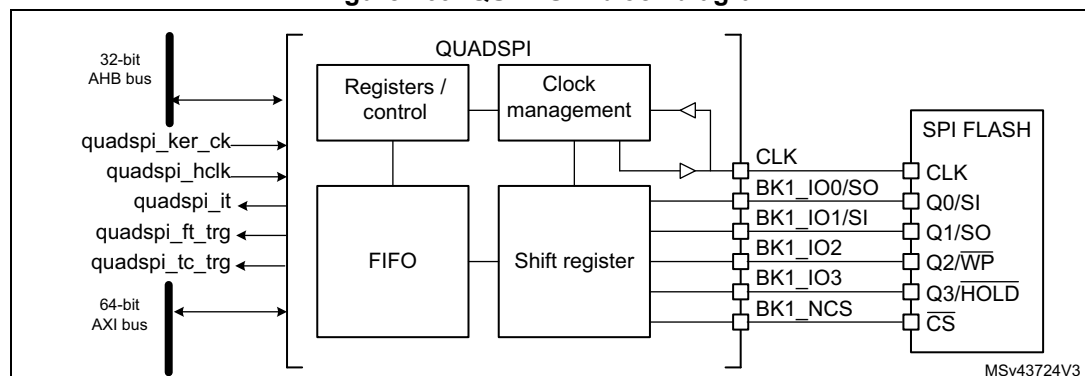 QUADSPI
32-bit
AHB bus
quadspi_ker_ck
quadspi_hclk
quadspi_it
quadspi_ft_trg
quadspi_tc_trg
64-bit
AXI bus
Registers /
control
Clock
management
FIFO
Shift register
CLK
BK1_IO0/SO
BK1_IO1/SI
BK1_IO2
BK1_IO3
BK1_NCS
SPI FLASH
CLK
Q0/SI
Q1/SO
Q2/WP
Q3/HOLD
CS
MSv43724V3